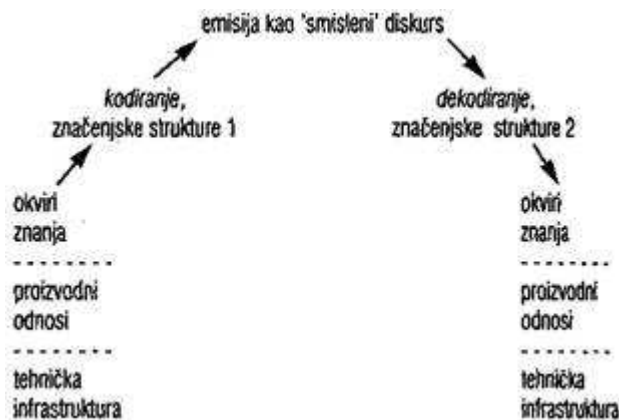 emisija kao 'smisleni' diskurs
kodiranje,
značenjske strukture 1
dekodiranje,
značenjske strukture 2
okviri
znanja
proizvodni
odnosi
tehnička
infrastruktura
okviri
znanja
proizvodni
odnosi
tehnička
infrastruktura